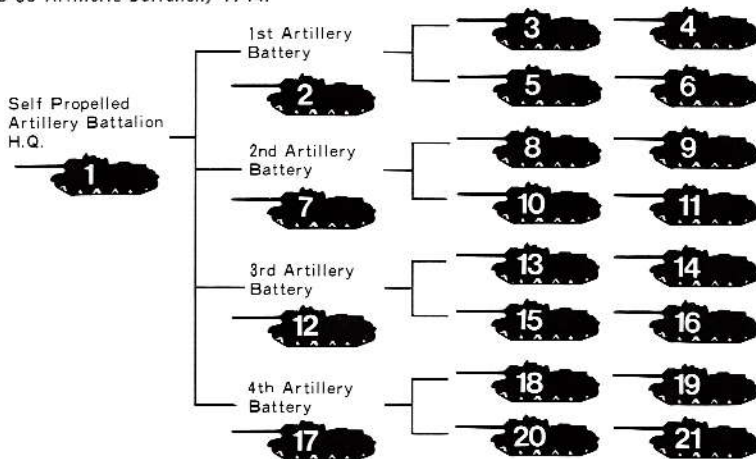 1st Artillery
Battery
2
3
4
5
6
Self Propelled
Artillery Battalion
H.Q.
1
2nd Artillery
Battery
7
8
9
10
11
3rd Artillery
Battery
12
13
14
15
16
4th Artillery
Battery
17
18
19
20
21